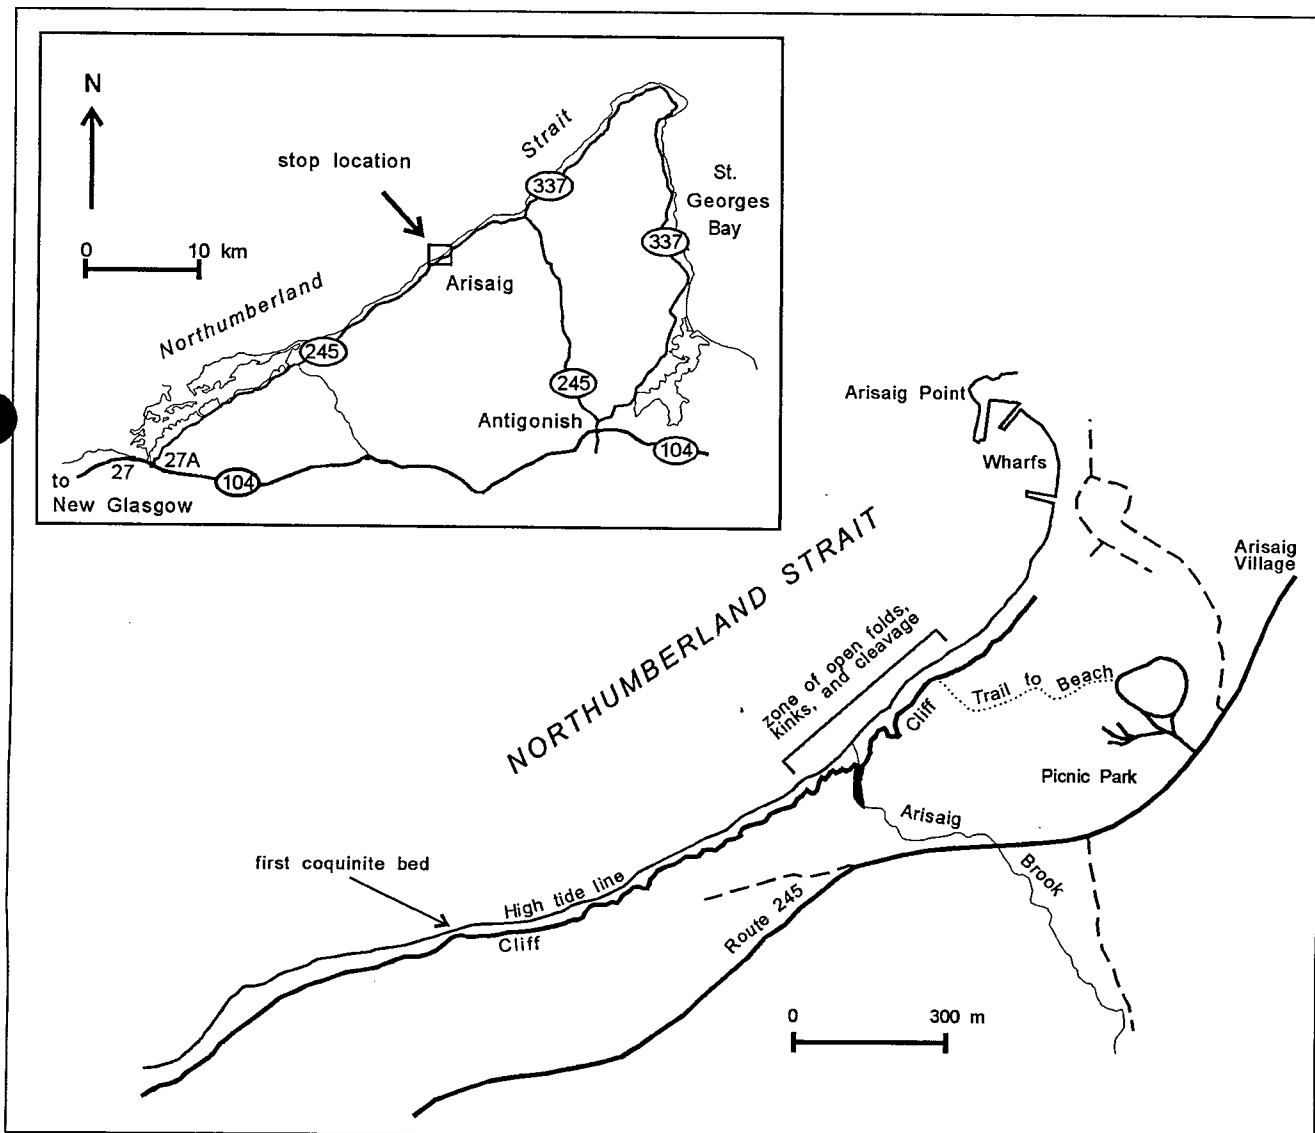 N
stop location
0 10 km
Northumberland
Strait
337
St.
Georges
Bay
337
Arisaig
245
245
Antigonish
104
27
27A
104
to
New Glasgow
Arisaig Point
Wharfs
Arisaig
Village
NORTHUMBERLAND STRAIT
zone of open folds,
kinks, and cleavage
Cliff
Trail to Beach
Picnic Park
Arisaig
Brook
first coquinite bed
High tide line
Cliff
Route 245
0 300 m